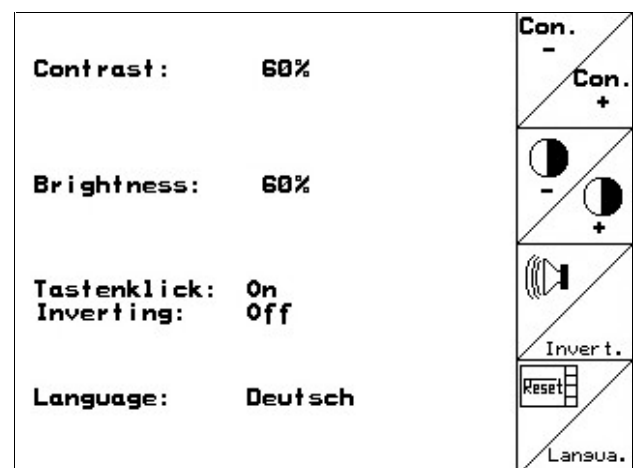 Contrast: 60%
Brightness: 60%
Tastenklick: On
Inverting: Off
Language: Deutsch
Con.
-
Con.
+
-
+
Invert.
Reset
Langua.